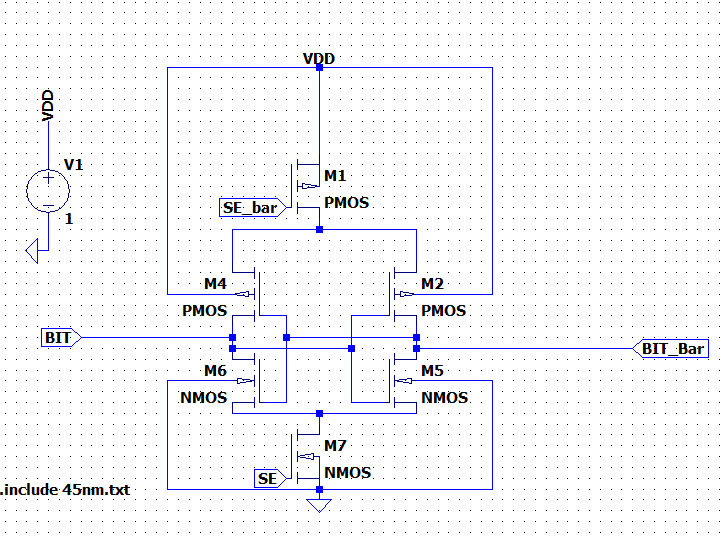 VDD
VDD
V1
M1
SE_bar
PMOS
1
M4
M2
PMOS
PMOS
BIT
BIT_Bar
M6
M5
NMOS
NMOS
M7
SE
NMOS
.include 45nm.txt